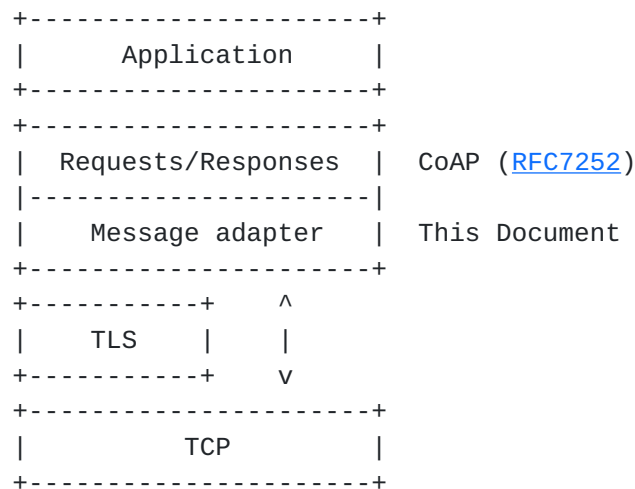 +----------------------+
|      Application     |
+----------------------+
+----------------------+
|  Requests/Responses  |  CoAP (RFC7252)
|----------------------|
|    Message adapter   |  This Document
+----------------------+
+-----------+    ^
|    TLS    |    |
+-----------+    v
+----------------------+
|          TCP         |
+----------------------+